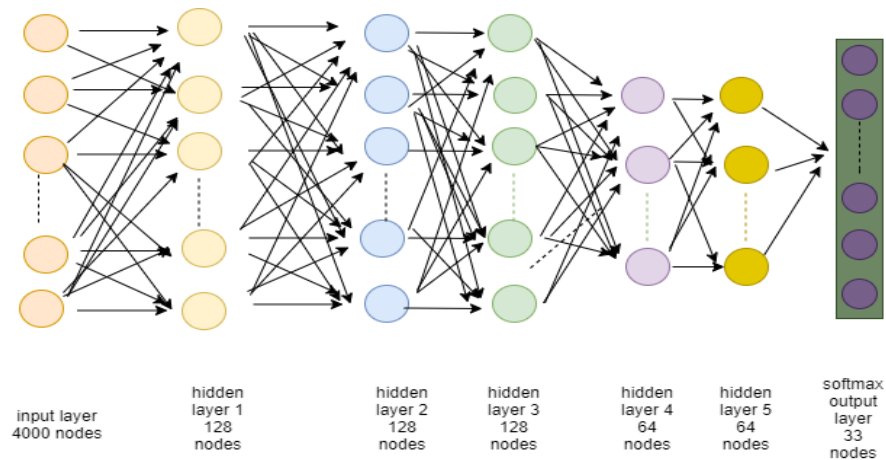 input layer
4000 nodes
hidden
layer 1
128
nodes
hidden
layer 2
128
nodes
hidden
layer 3
128
nodes
hidden
layer 4
64
nodes
hidden
layer 5
64
nodes
softmax
output
layer
33
nodes